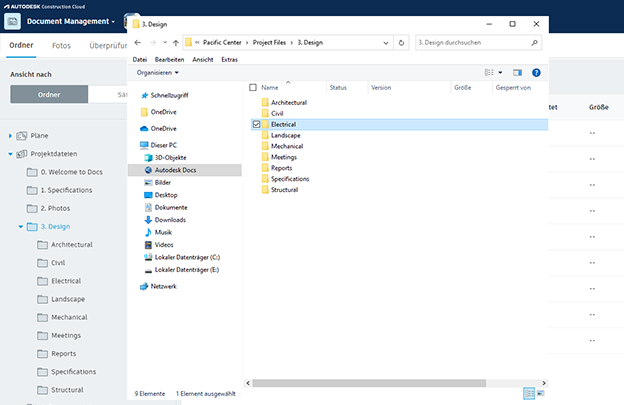 AUTODESK Construction Cloud
Document Management
Ordner Fotos Überprüfun
Ansicht nach
Ordner Sät
Pläne
Projektdateien
0. Welcome to Docs
1. Specifications
2. Photos
3. Design
Architectural
Civil
Electrical
Landscape
Mechanical
Meetings
Reports
Specifications
Structural
3. Design
« Pacific Center › Project Files › 3. Design
3. Design durchsuchen
Datei Bearbeiten Ansicht Extras
Organisieren
Schnellzugriff
OneDrive
OneDrive
Dieser PC
3D-Objekte
Autodesk Docs
Bilder
Desktop
Dokumente
Downloads
Musik
Videos
Lokaler Datenträger (C:)
Lokaler Datenträger (E:)
Netzwerk
Name Status Version Größe Gesperrt von
Architectural
Civil
Electrical
Landscape
Mechanical
Meetings
Reports
Specifications
Structural
9 Elemente 1 Element ausgewählt
tet Größe
--
--
--
--
--
--
--
--
--